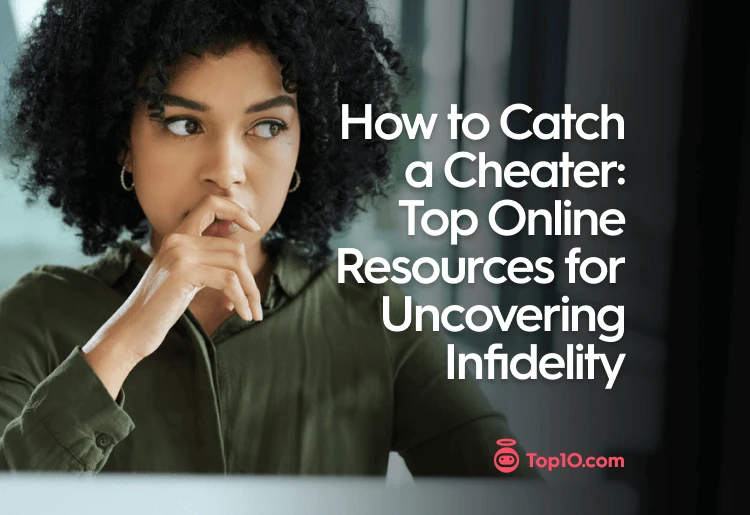 How to Catch
a Cheater:
Top Online
Resources for
Uncovering
Infidelity
Top10.com